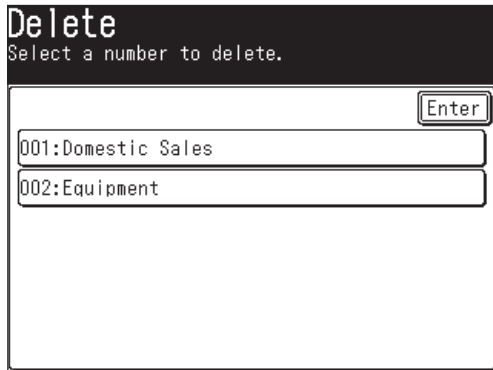 Delete
Select a number to delete.
Enter
001:Domestic Sales
002:Equipment